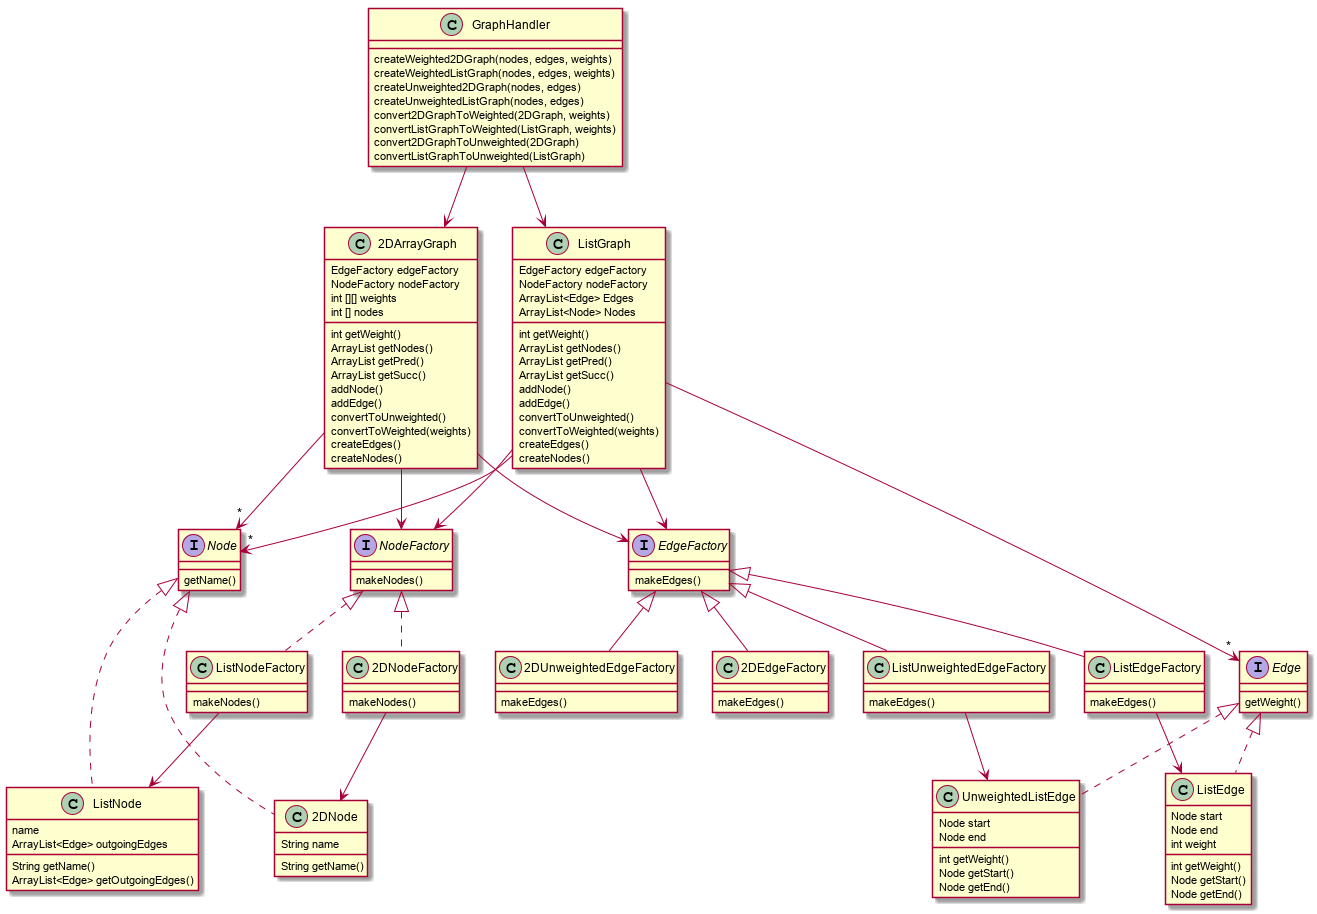 C GraphHandler
createWeighted2DGraph(nodes, edges, weights)
createWeightedListGraph(nodes, edges, weights)
createUnweighted2DGraph(nodes, edges)
createUnweightedListGraph(nodes, edges)
convert2DGraphToWeighted(2DGraph, weights)
convertListGraphToWeighted(ListGraph, weights)
convert2DGraphToUnweighted(2DGraph)
convertListGraphToUnweighted(ListGraph)
C 2DArrayGraph
EdgeFactory edgeFactory
NodeFactory nodeFactory
int [][] weights
int [] nodes
int getWeight()
ArrayList getNodes()
ArrayList getPred()
ArrayList getSucc()
addNode()
addEdge()
convertToUnweighted()
convertToWeighted(weights)
createEdges()
createNodes()
C ListGraph
EdgeFactory edgeFactory
NodeFactory nodeFactory
ArrayList<Edge> Edges
ArrayList<Node> Nodes
int getWeight()
ArrayList getNodes()
ArrayList getPred()
ArrayList getSucc()
addNode()
addEdge()
convertToUnweighted()
convertToWeighted(weights)
createEdges()
createNodes()
*
*
I Node
getName()
I NodeFactory
makeNodes()
I EdgeFactory
makeEdges()
C ListNodeFactory
makeNodes()
C 2DNodeFactory
makeNodes()
C 2DUnweightedEdgeFactory
makeEdges()
C 2DEdgeFactory
makeEdges()
C ListUnweightedEdgeFactory
makeEdges()
C ListEdgeFactory
makeEdges()
*
I Edge
getWeight()
C ListNode
name
ArrayList<Edge> outgoingEdges
String getName()
ArrayList<Edge> getOutgoingEdges()
C 2DNode
String name
String getName()
C UnweightedListEdge
Node start
Node end
int getWeight()
Node getStart()
Node getEnd()
C ListEdge
Node start
Node end
int weight
int getWeight()
Node getStart()
Node getEnd()